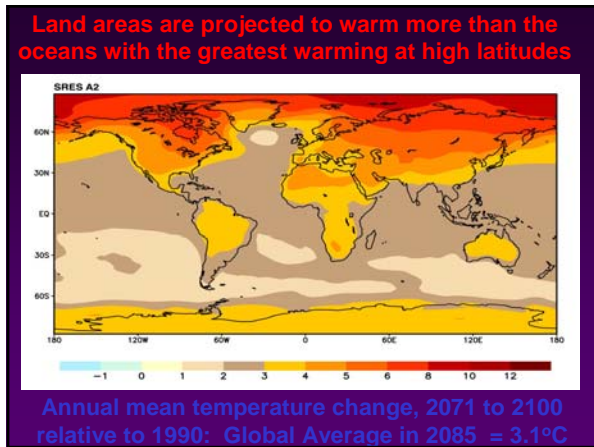 Land areas are projected to warm more than the
oceans with the greatest warming at high latitudes
SRES A2
60N
30N
EQ
30S
60S
180 120W 60W 0 60E 120E 180
−1 0 1 2 3 4 5 6 8 10 12
Annual mean temperature change, 2071 to 2100
relative to 1990: Global Average in 2085 = 3.1°C